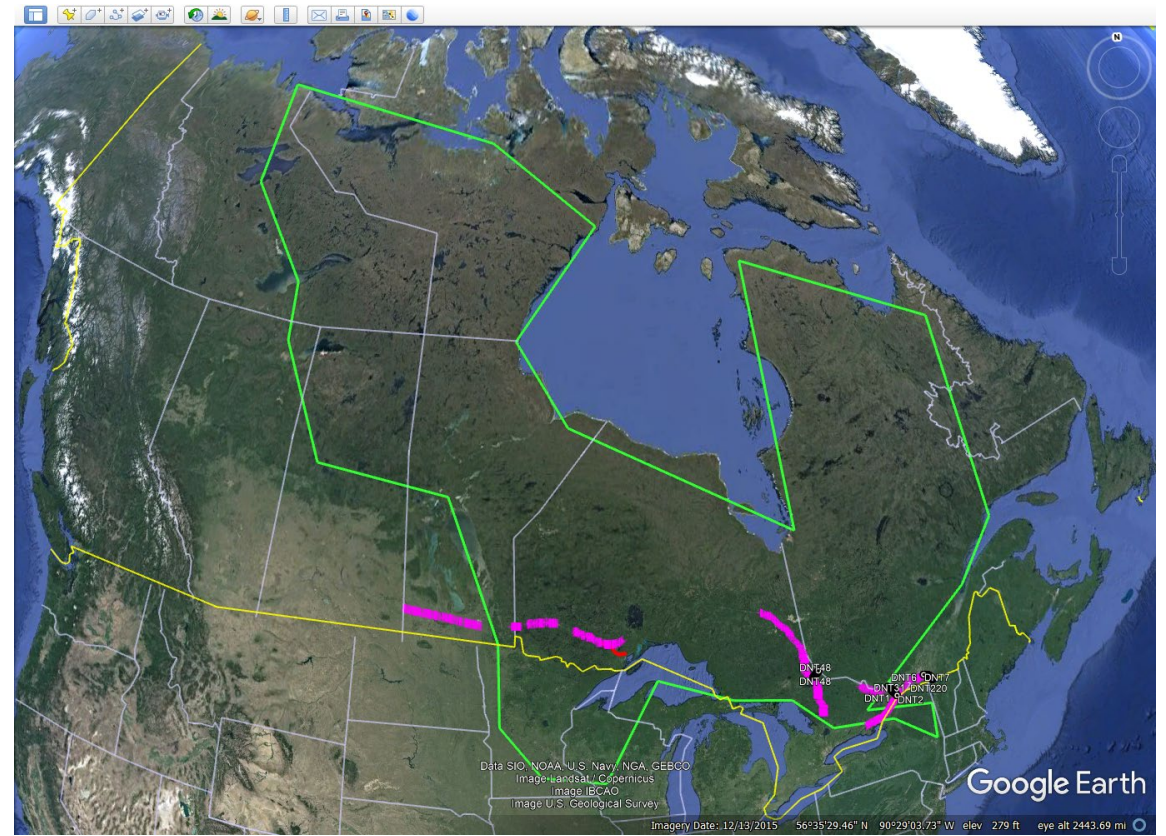 N
DNT48
DNT48
DNT6 DNT7
DNT31 DNT220
DNT1 DNT2
Data SIO, NOAA, U.S. Navy, NGA, GEBCO
Image Landsat / Copernicus
Image IBCAO
Image U.S. Geological Survey
Google Earth
Imagery Date: 12/13/2015 56°35'29.46" N 90°29'03.73" W elev 279 ft eye alt 2443.69 mi